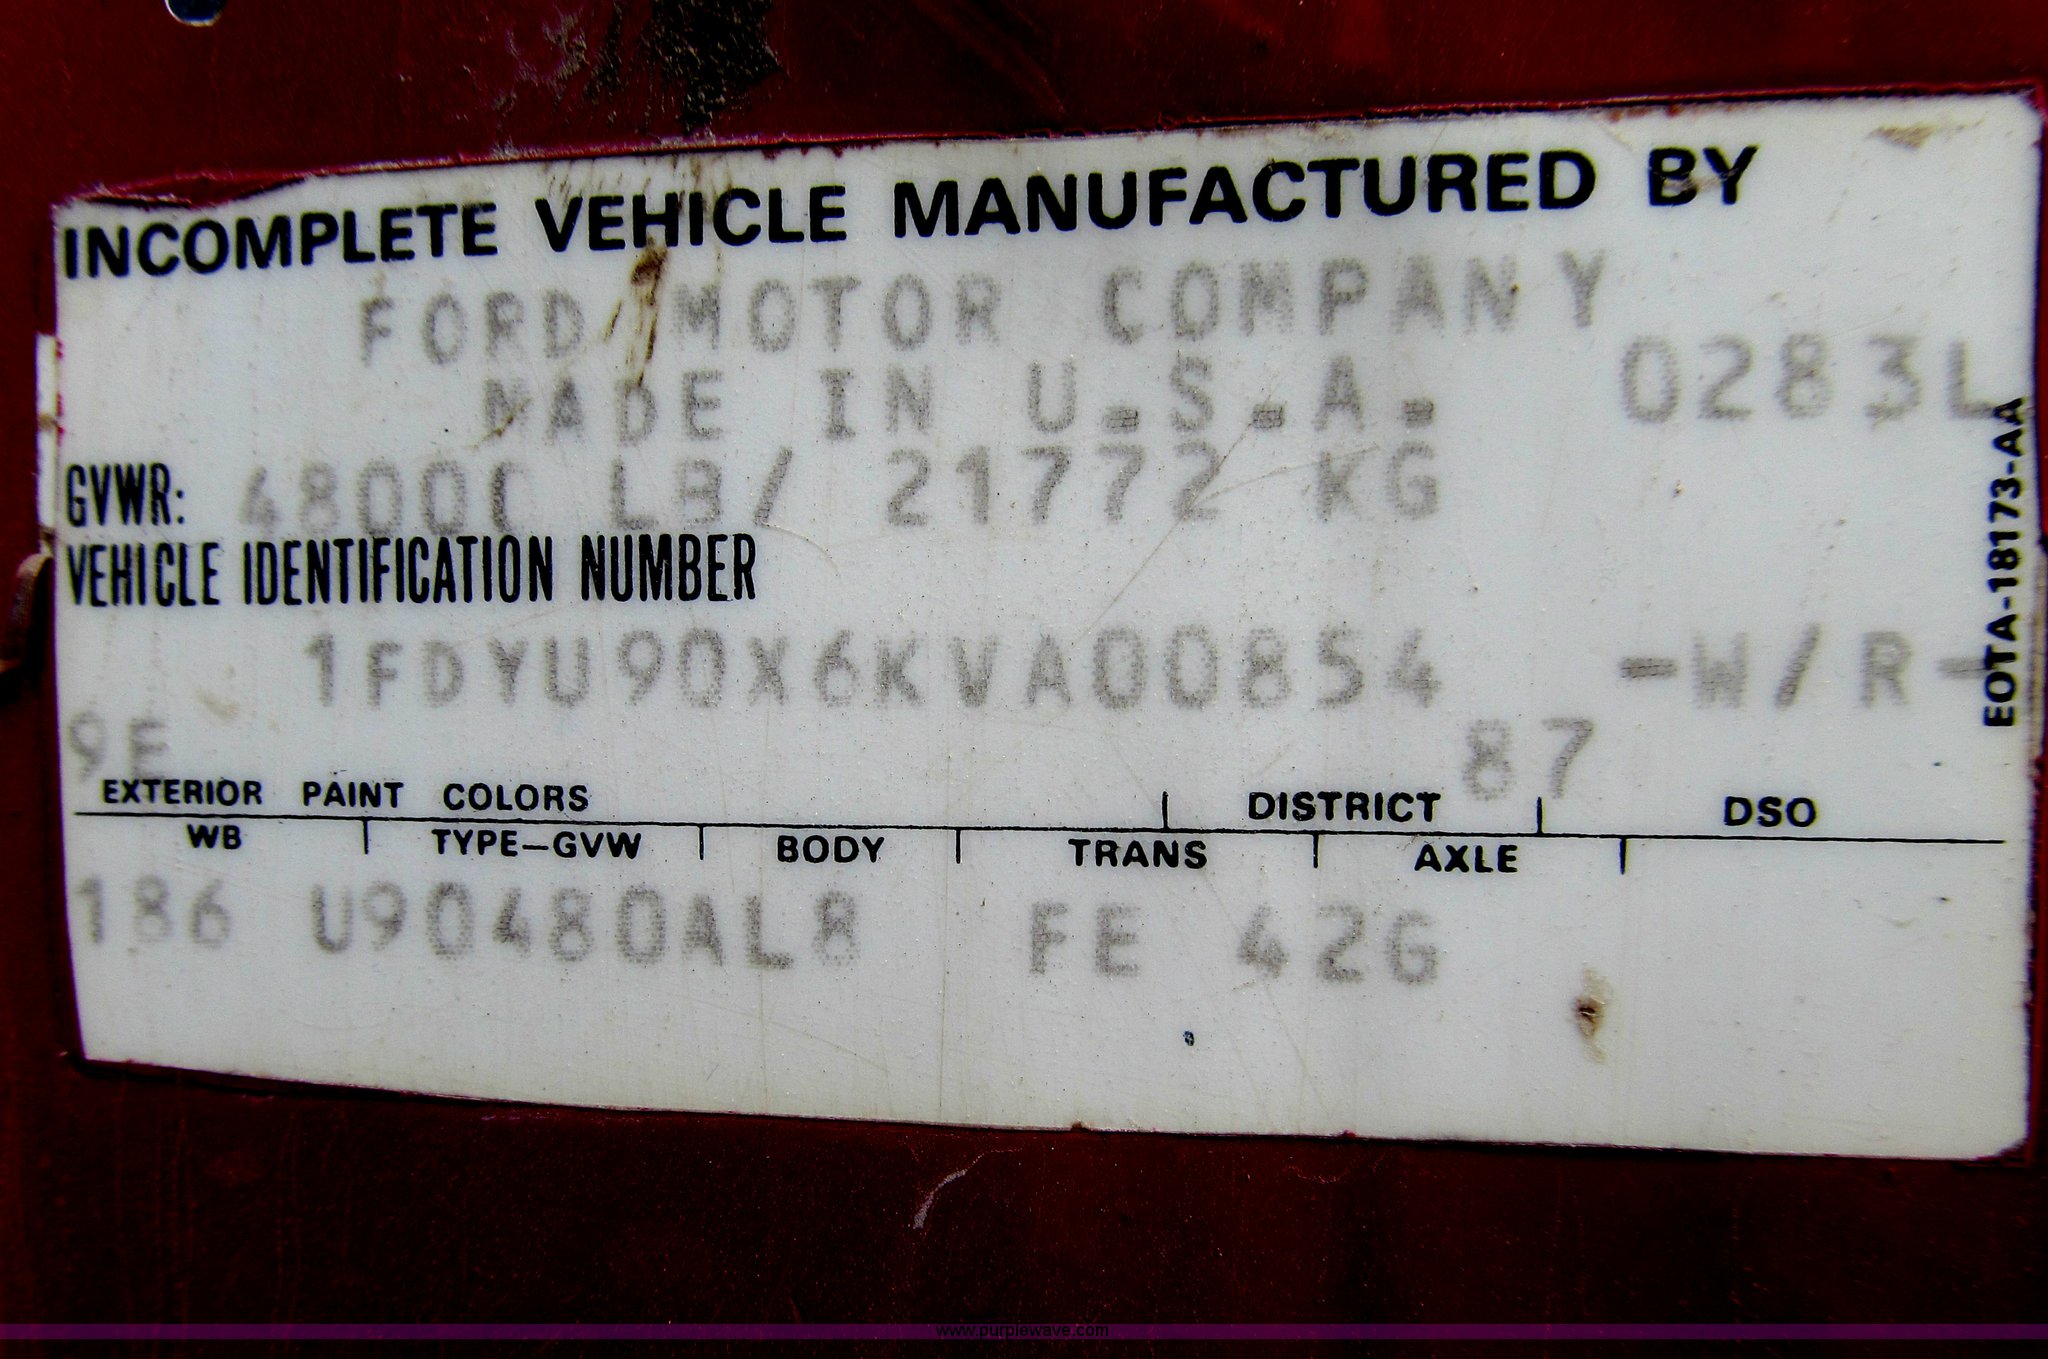 INCOMPLETE VEHICLE MANUFACTURED BY
FORD MOTOR COMPANY
MADE IN U.S.A. 0283L
GVWR: 48000 LB/ 21772 KG
VEHICLE IDENTIFICATION NUMBER
1FDYU90X6KVA00854 -W/R-
EOTA-18173-AA
9E 87
EXTERIOR PAINT COLORS DISTRICT DSO
WB TYPE-GVW BODY TRANS AXLE
186 U90480AL8 FE 42G
www.purplewave.com